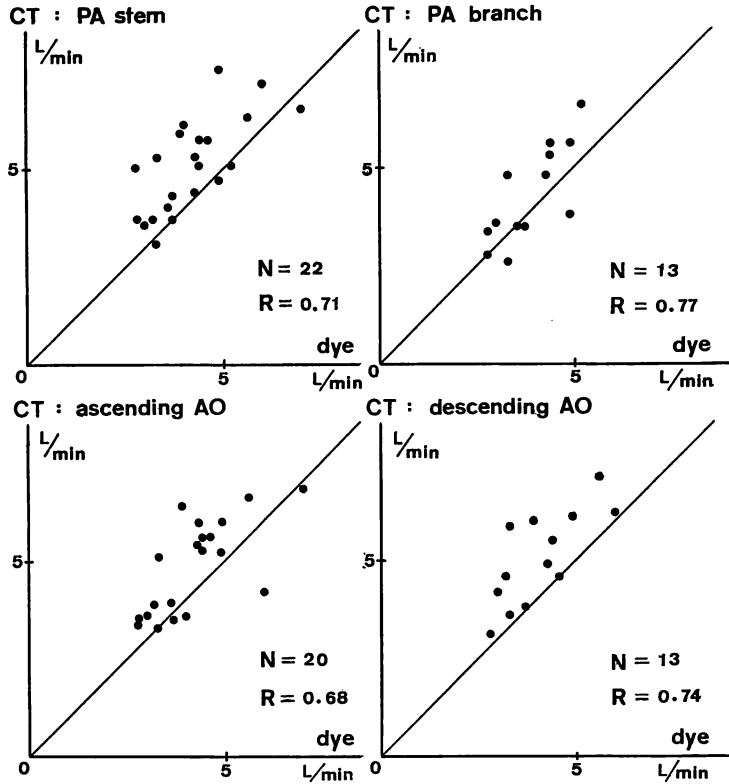 CT : PA stem
L/min
5
N = 22
R = 0.71
dye
0
5
L/min
CT : PA branch
L/min
5
N = 13
R = 0.77
dye
0
5
L/min
CT : ascending AO
L/min
5
N = 20
R = 0.68
dye
0
5
L/min
CT : descending AO
L/min
5
N = 13
R = 0.74
dye
0
5
L/min